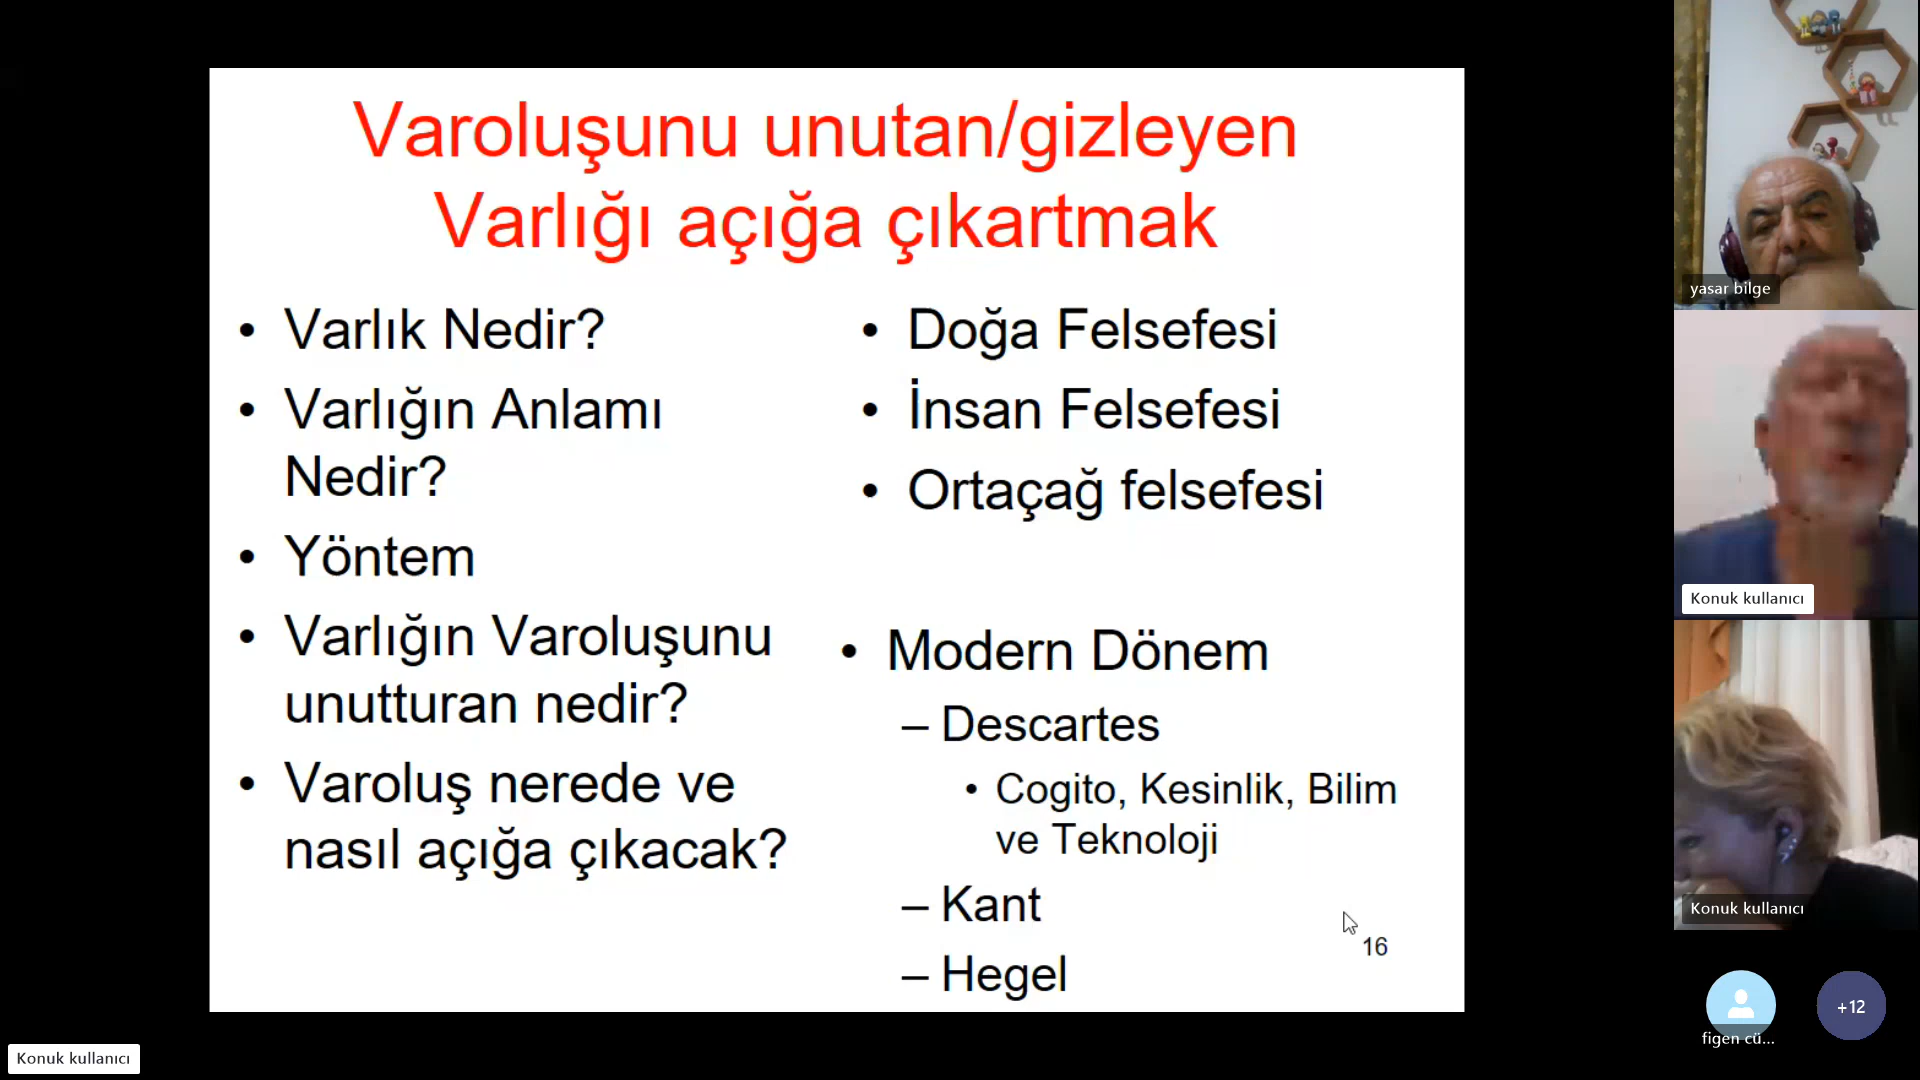 Varoluşunu unutan/gizleyen
Varlığı açığa çıkartmak
• Varlık Nedir?
• Varlığın Anlamı
Nedir?
• Yöntem
• Varlığın Varoluşunu
unutturan nedir?
• Varoluş nerede ve
nasıl açığa çıkacak?
• Doğa Felsefesi
• İnsan Felsefesi
• Ortaçağ felsefesi
• Modern Dönem
– Descartes
• Cogito, Kesinlik, Bilim
ve Teknoloji
– Kant
– Hegel
16
yasar bilge
Konuk kullanıcı
Konuk kullanıcı
figen cü...
+12
Konuk kullanıcı